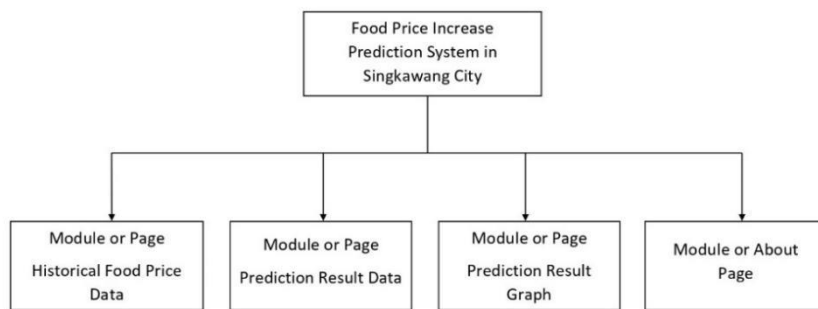 Food Price Increase
Prediction System in
Singkawang City
Module or Page
Historical Food Price
Data
Module or Page
Prediction Result Data
Module or Page
Prediction Result
Graph
Module or About
Page